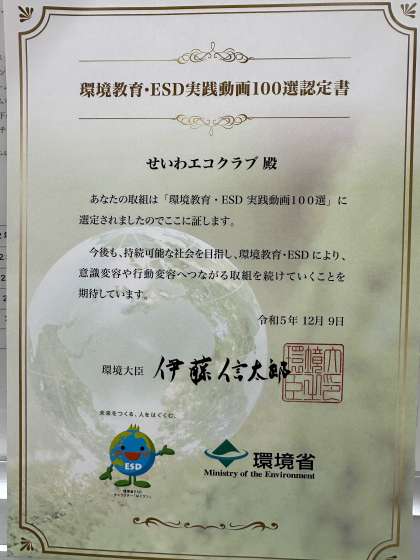 環境教育・ESD実践動画100選認定書
せいわエコクラブ 殿
あなたの取組は「環境教育・ESD 実践動画100選」に
選定されましたのでここに証します。
今後も、持続可能な社会を目指し、環境教育・ESD により、
意識変容や行動変容へつながる取組を続けていくことを
期待しています。
令和5年 12月 9日
環境大臣 伊藤信太郎
未来をつくる、人をはぐくむ。
ESD
環境省
Ministry of the Environment